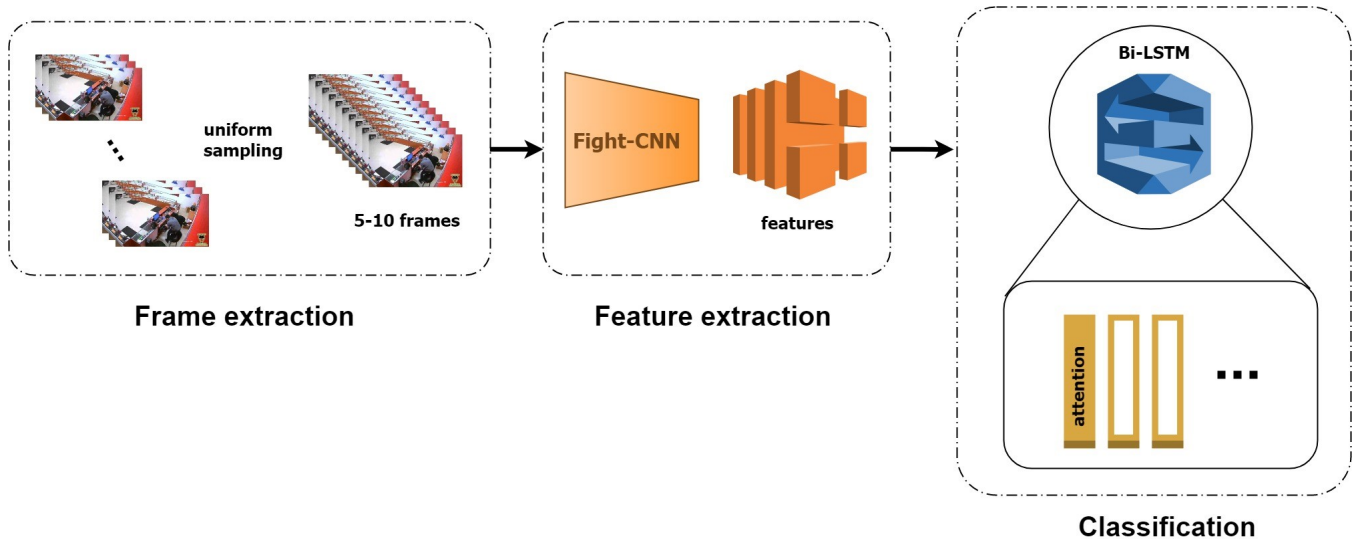 uniform
sampling
5-10 frames
Frame extraction
Fight-CNN
features
Feature extraction
Bi-LSTM
attention
...
Classification